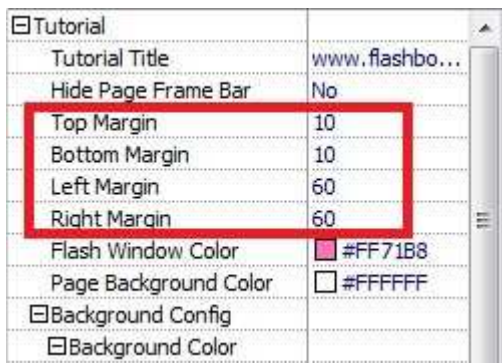 Tutorial
Tutorial Title www.flashbo...
Hide Page Frame Bar No
Top Margin 10
Bottom Margin 10
Left Margin 60
Right Margin 60
Flash Window Color #FF71B8
Page Background Color #FFFFFF
Background Config
Background Color